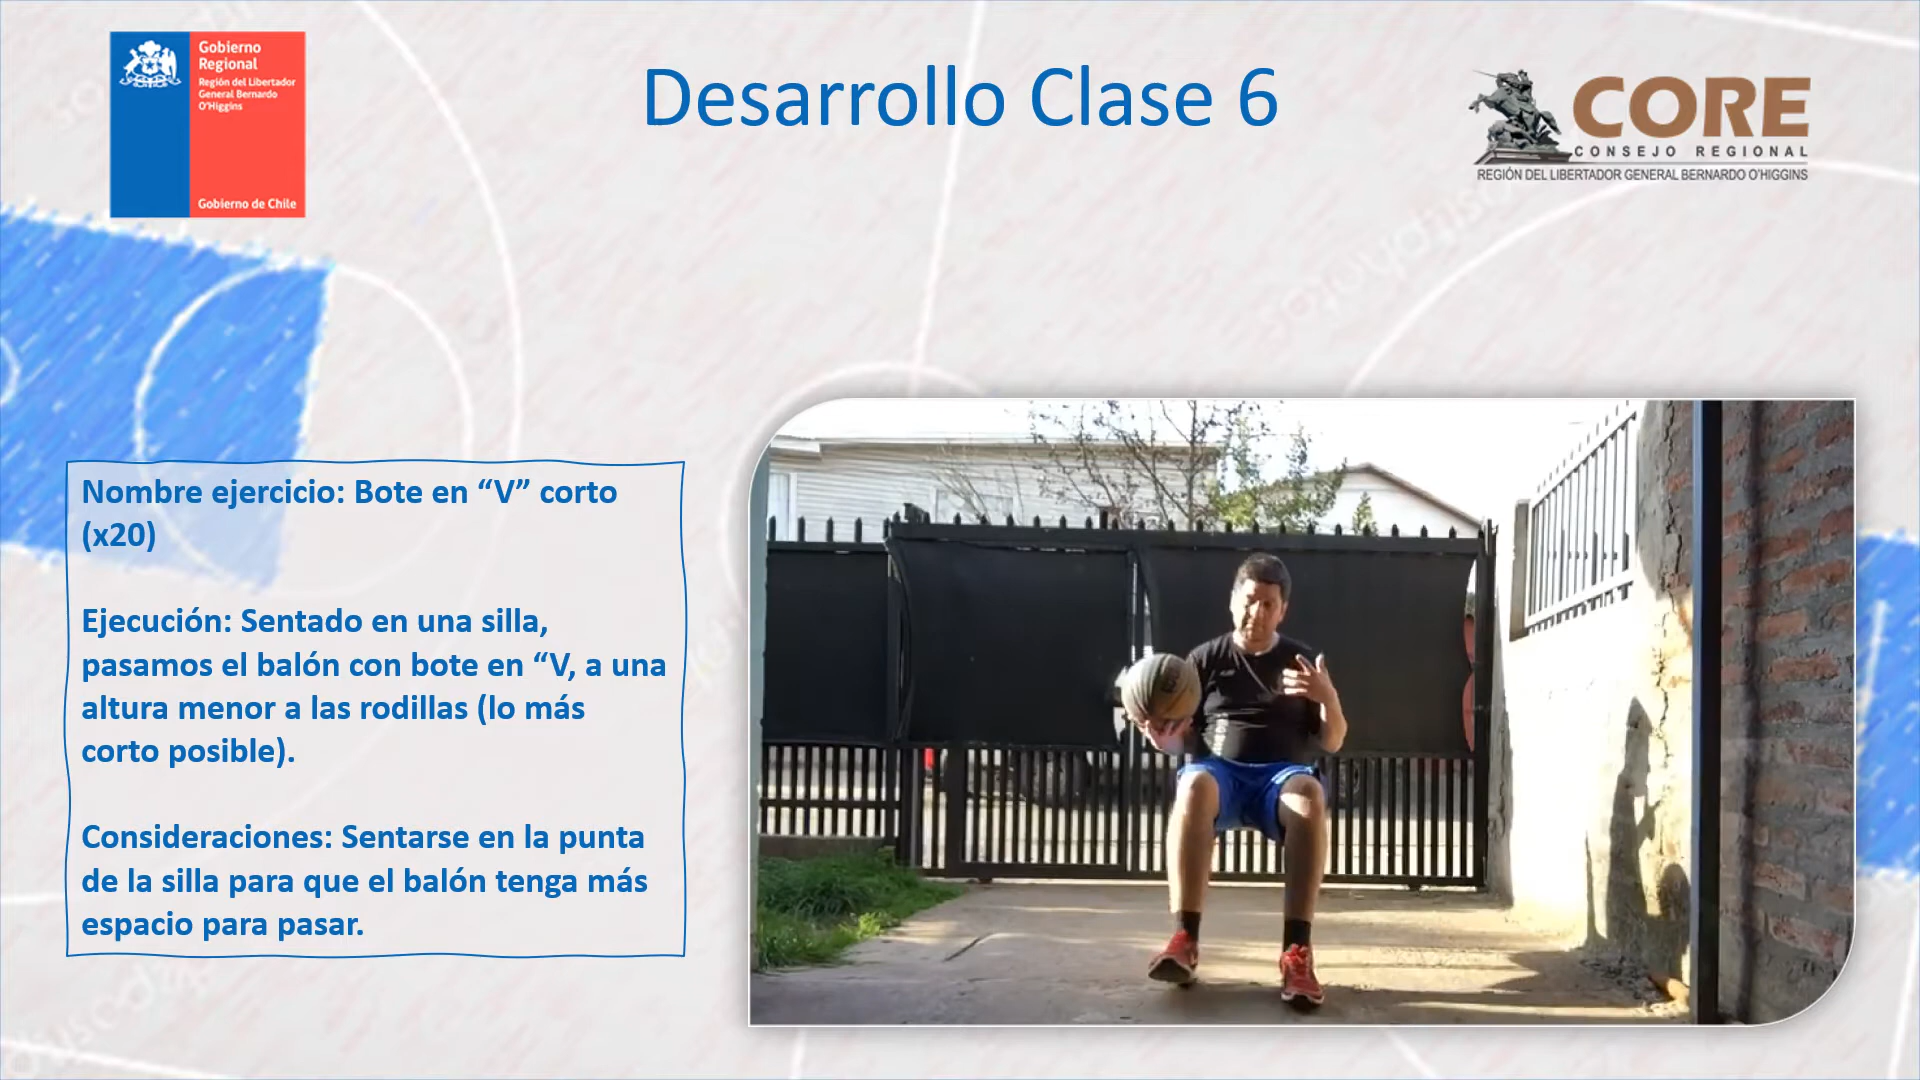 Gobierno
Regional
Región del Libertador
General Bernardo
O'Higgins
Gobierno de Chile
Desarrollo Clase 6
CORE
CONSEJO REGIONAL
REGIÓN DEL LIBERTADOR GENERAL BERNARDO O'HIGGINS
Nombre ejercicio: Bote en “V” corto
(x20)
Ejecución: Sentado en una silla,
pasamos el balón con bote en “V, a una
altura menor a las rodillas (lo más
corto posible).
Consideraciones: Sentarse en la punta
de la silla para que el balón tenga más
espacio para pasar.